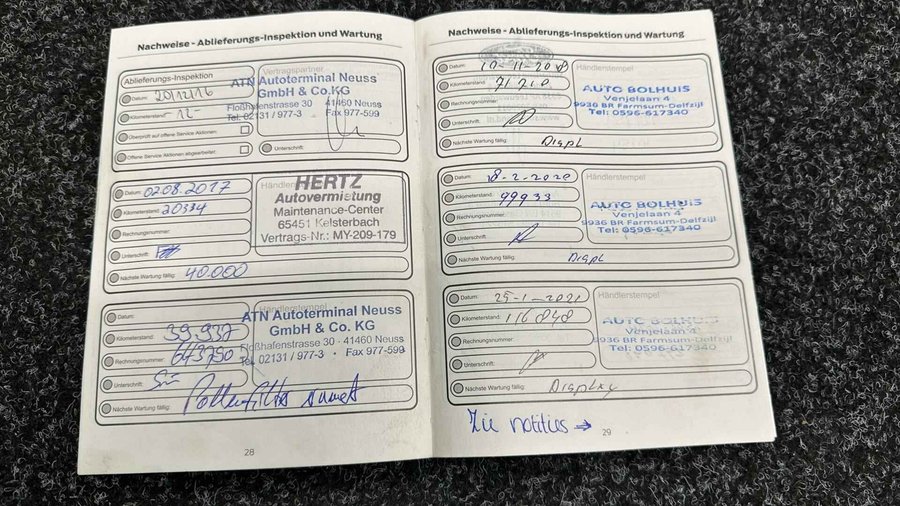 Nachweise - Ablieferungs-Inspektion und Wartung
Ablieferungs-Inspektion
Datum: 20/12/16
Kilometerstand: 12,-
Überprüft auf offene Service Aktionen:
Offene Service Aktionen abgearbeitet:
Vertragspartner
ATN Autoterminal Neuss
GmbH & Co.KG
Floßhafenstrasse 30 41460 Neuss
Tel. 02131 / 977-3 Fax 977-599
Unterschrift:
Datum: 02.08.2017
Kilometerstand: 20334
Rechnungsnummer:
Unterschrift:
Nächste Wartung fällig: 40.000
HERTZ
Autovermietung
Maintenance-Center
65451 Kelsterbach
Vertrags-Nr.: MY-209-179
Datum:
Kilometerstand: 39.937
Rechnungsnummer: 643750
Unterschrift:
Nächste Wartung fällig: Pollenfilter
Händlerstempel
ATN Autoterminal Neuss
GmbH & Co. KG
Floßhafenstrasse 30 · 41460 Neuss
Tel. 02131 / 977-3 · Fax 977-599
28
Nachweise - Ablieferungs-Inspektion und Wartung
Datum:
Kilometerstand: 71718
Rechnungsnummer:
Unterschrift:
Nächste Wartung fällig: Displ
Händlerstempel
AUTO BOLHUIS
Venjelaan 4
9936 BR Farmsum-Delfzijl
Tel: 0596-617340
Datum: 18-2-2020
Kilometerstand: 99933
Rechnungsnummer:
Unterschrift:
Nächste Wartung fällig: Displ
Händlerstempel
AUTO BOLHUIS
Venjelaan 4
9936 BR Farmsum-Delfzijl
Tel: 0596-617340
Datum: 25-1-2021
Kilometerstand: 116848
Rechnungsnummer:
Unterschrift:
Nächste Wartung fällig: Display
Händlerstempel
AUTO BOLHUIS
Venjelaan 4
9936 BR Farmsum-Delfzijl
Tel: 0596-617340
Zie notities →
29